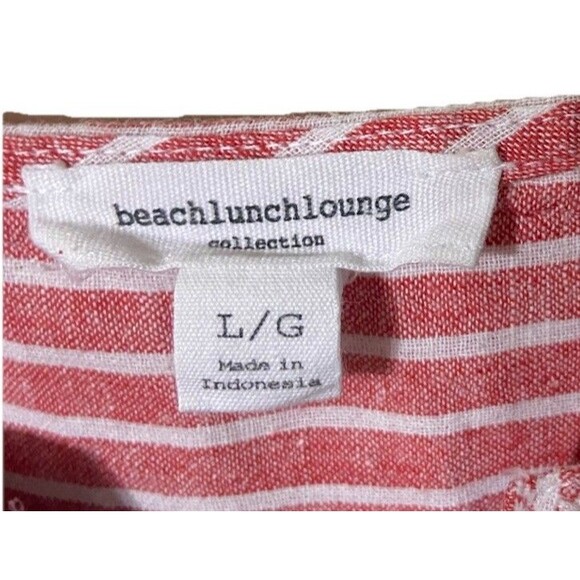 beachlunchlounge
collection
L/G
Made in
Indonesia